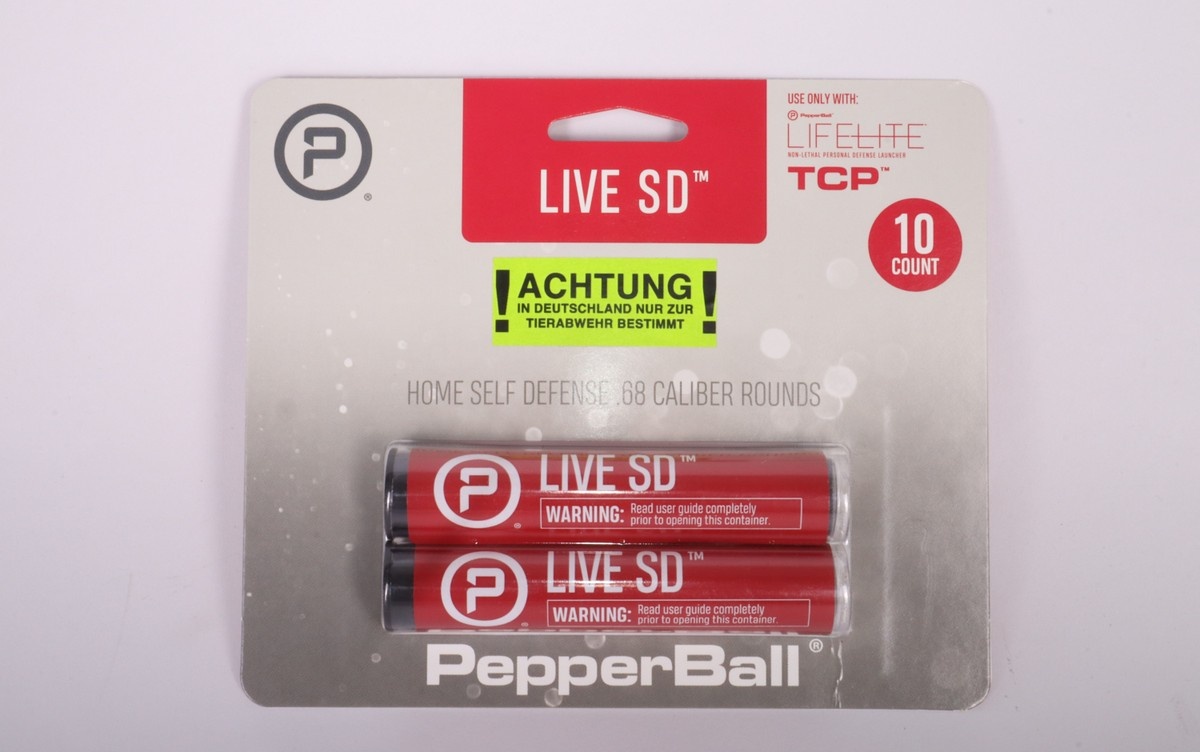 P
®
LIVE SD™
USE ONLY WITH:
P PepperBall
LIFELITE™
NON-LETHAL PERSONAL DEFENSE LAUNCHER
TCP™
10
COUNT
! ACHTUNG !
IN DEUTSCHLAND NUR ZUR
TIERABWEHR BESTIMMT
HOME SELF DEFENSE .68 CALIBER ROUNDS
P LIVE SD™
WARNING: Read user guide completely
prior to opening this container.
P LIVE SD™
WARNING: Read user guide completely
prior to opening this container.
PepperBall®